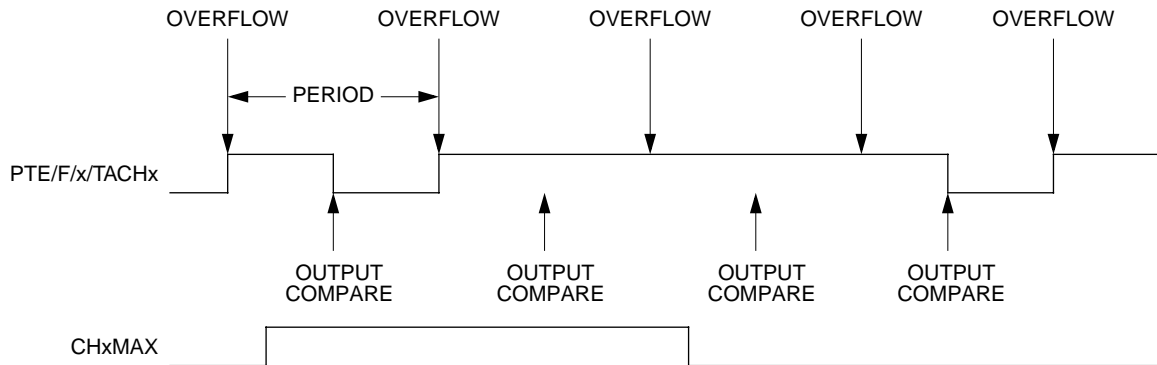 OVERFLOW OVERFLOW OVERFLOW OVERFLOW OVERFLOW
PERIOD
PTE/F/x/TACHx
OUTPUT COMPARE
OUTPUT COMPARE
OUTPUT COMPARE
OUTPUT COMPARE
CHxMAX